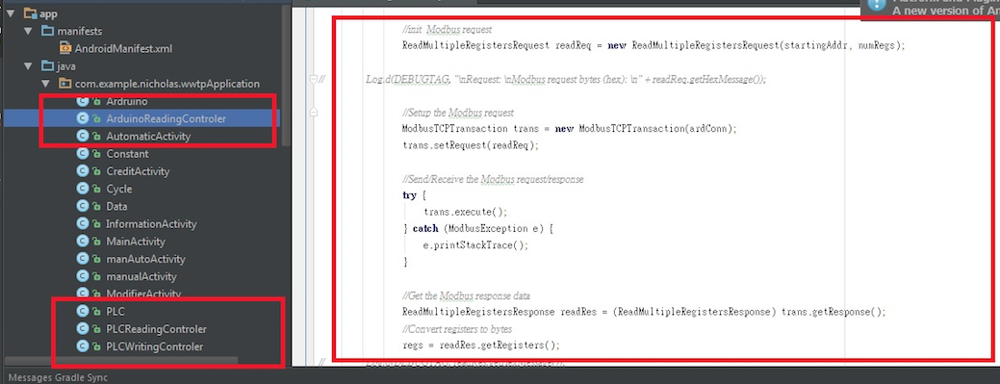 app
manifests
AndroidManifest.xml
java
com.example.nicholas.wwtpApplication
Ardruino
ArduinoReadingControler
AutomaticActivity
Constant
CreditActivity
Cycle
Data
InformationActivity
MainActivity
manAutoActivity
manualActivity
ModifierActivity
PLC
PLCReadingControler
PLCWritingControler
Messages Gradle Sync
A new version of An
//init Modbus request
ReadMultipleRegistersRequest readReq = new ReadMultipleRegistersRequest(startingAddr, numRegs);
// Log.d(DEBUGTAG, "\nRequest: \nModbus request bytes (hex): \n" + readReq.getHexMessage());
//Setup the Modbus request
ModbusTCPTransaction trans = new ModbusTCPTransaction(ardConn);
trans.setRequest(readReq);
//Send/Receive the Modbus request/response
try {
trans.execute();
} catch (ModbusException e) {
e.printStackTrace();
}
//Get the Modbus response data
ReadMultipleRegistersResponse readRes = (ReadMultipleRegistersResponse) trans.getResponse();
//Convert registers to bytes
regs = readRes.getRegisters();
//